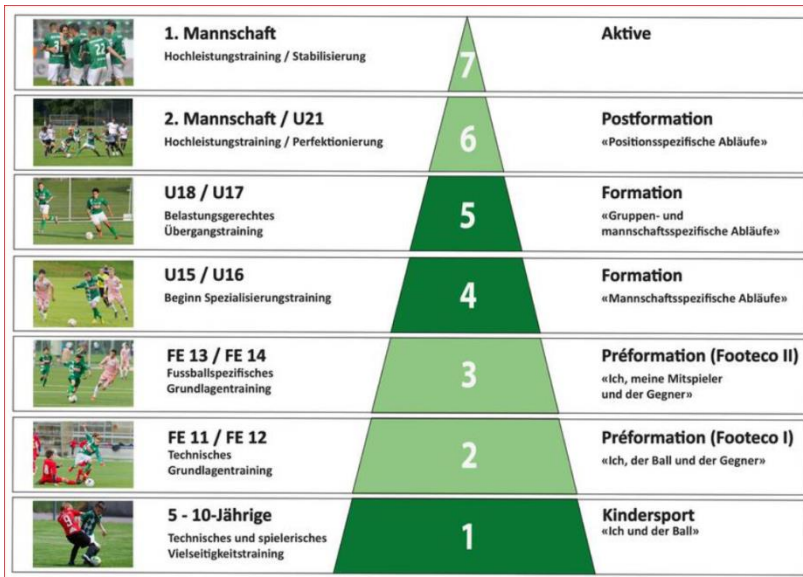 1. Mannschaft
Hochleistungstraining / Stabilisierung
7
Aktive
2. Mannschaft / U21
Hochleistungstraining / Perfektionierung
6
Postformation
«Positionsspezifische Abläufe»
U18 / U17
Belastungsgerechtes
Übergangstraining
5
Formation
«Gruppen- und
mannschaftsspezifische Abläufe»
U15 / U16
Beginn Spezialisierungstraining
4
Formation
«Mannschaftsspezifische Abläufe»
FE 13 / FE 14
Fussballspezifisches
Grundlagentraining
3
Préformation (Footeco II)
«Ich, meine Mitspieler
und der Gegner»
FE 11 / FE 12
Technisches
Grundlagentraining
2
Préformation (Footeco I)
«Ich, der Ball und der Gegner»
5 - 10-Jährige
Technisches und spielerisches
Vielseitigkeitstraining
1
Kindersport
«Ich und der Ball»